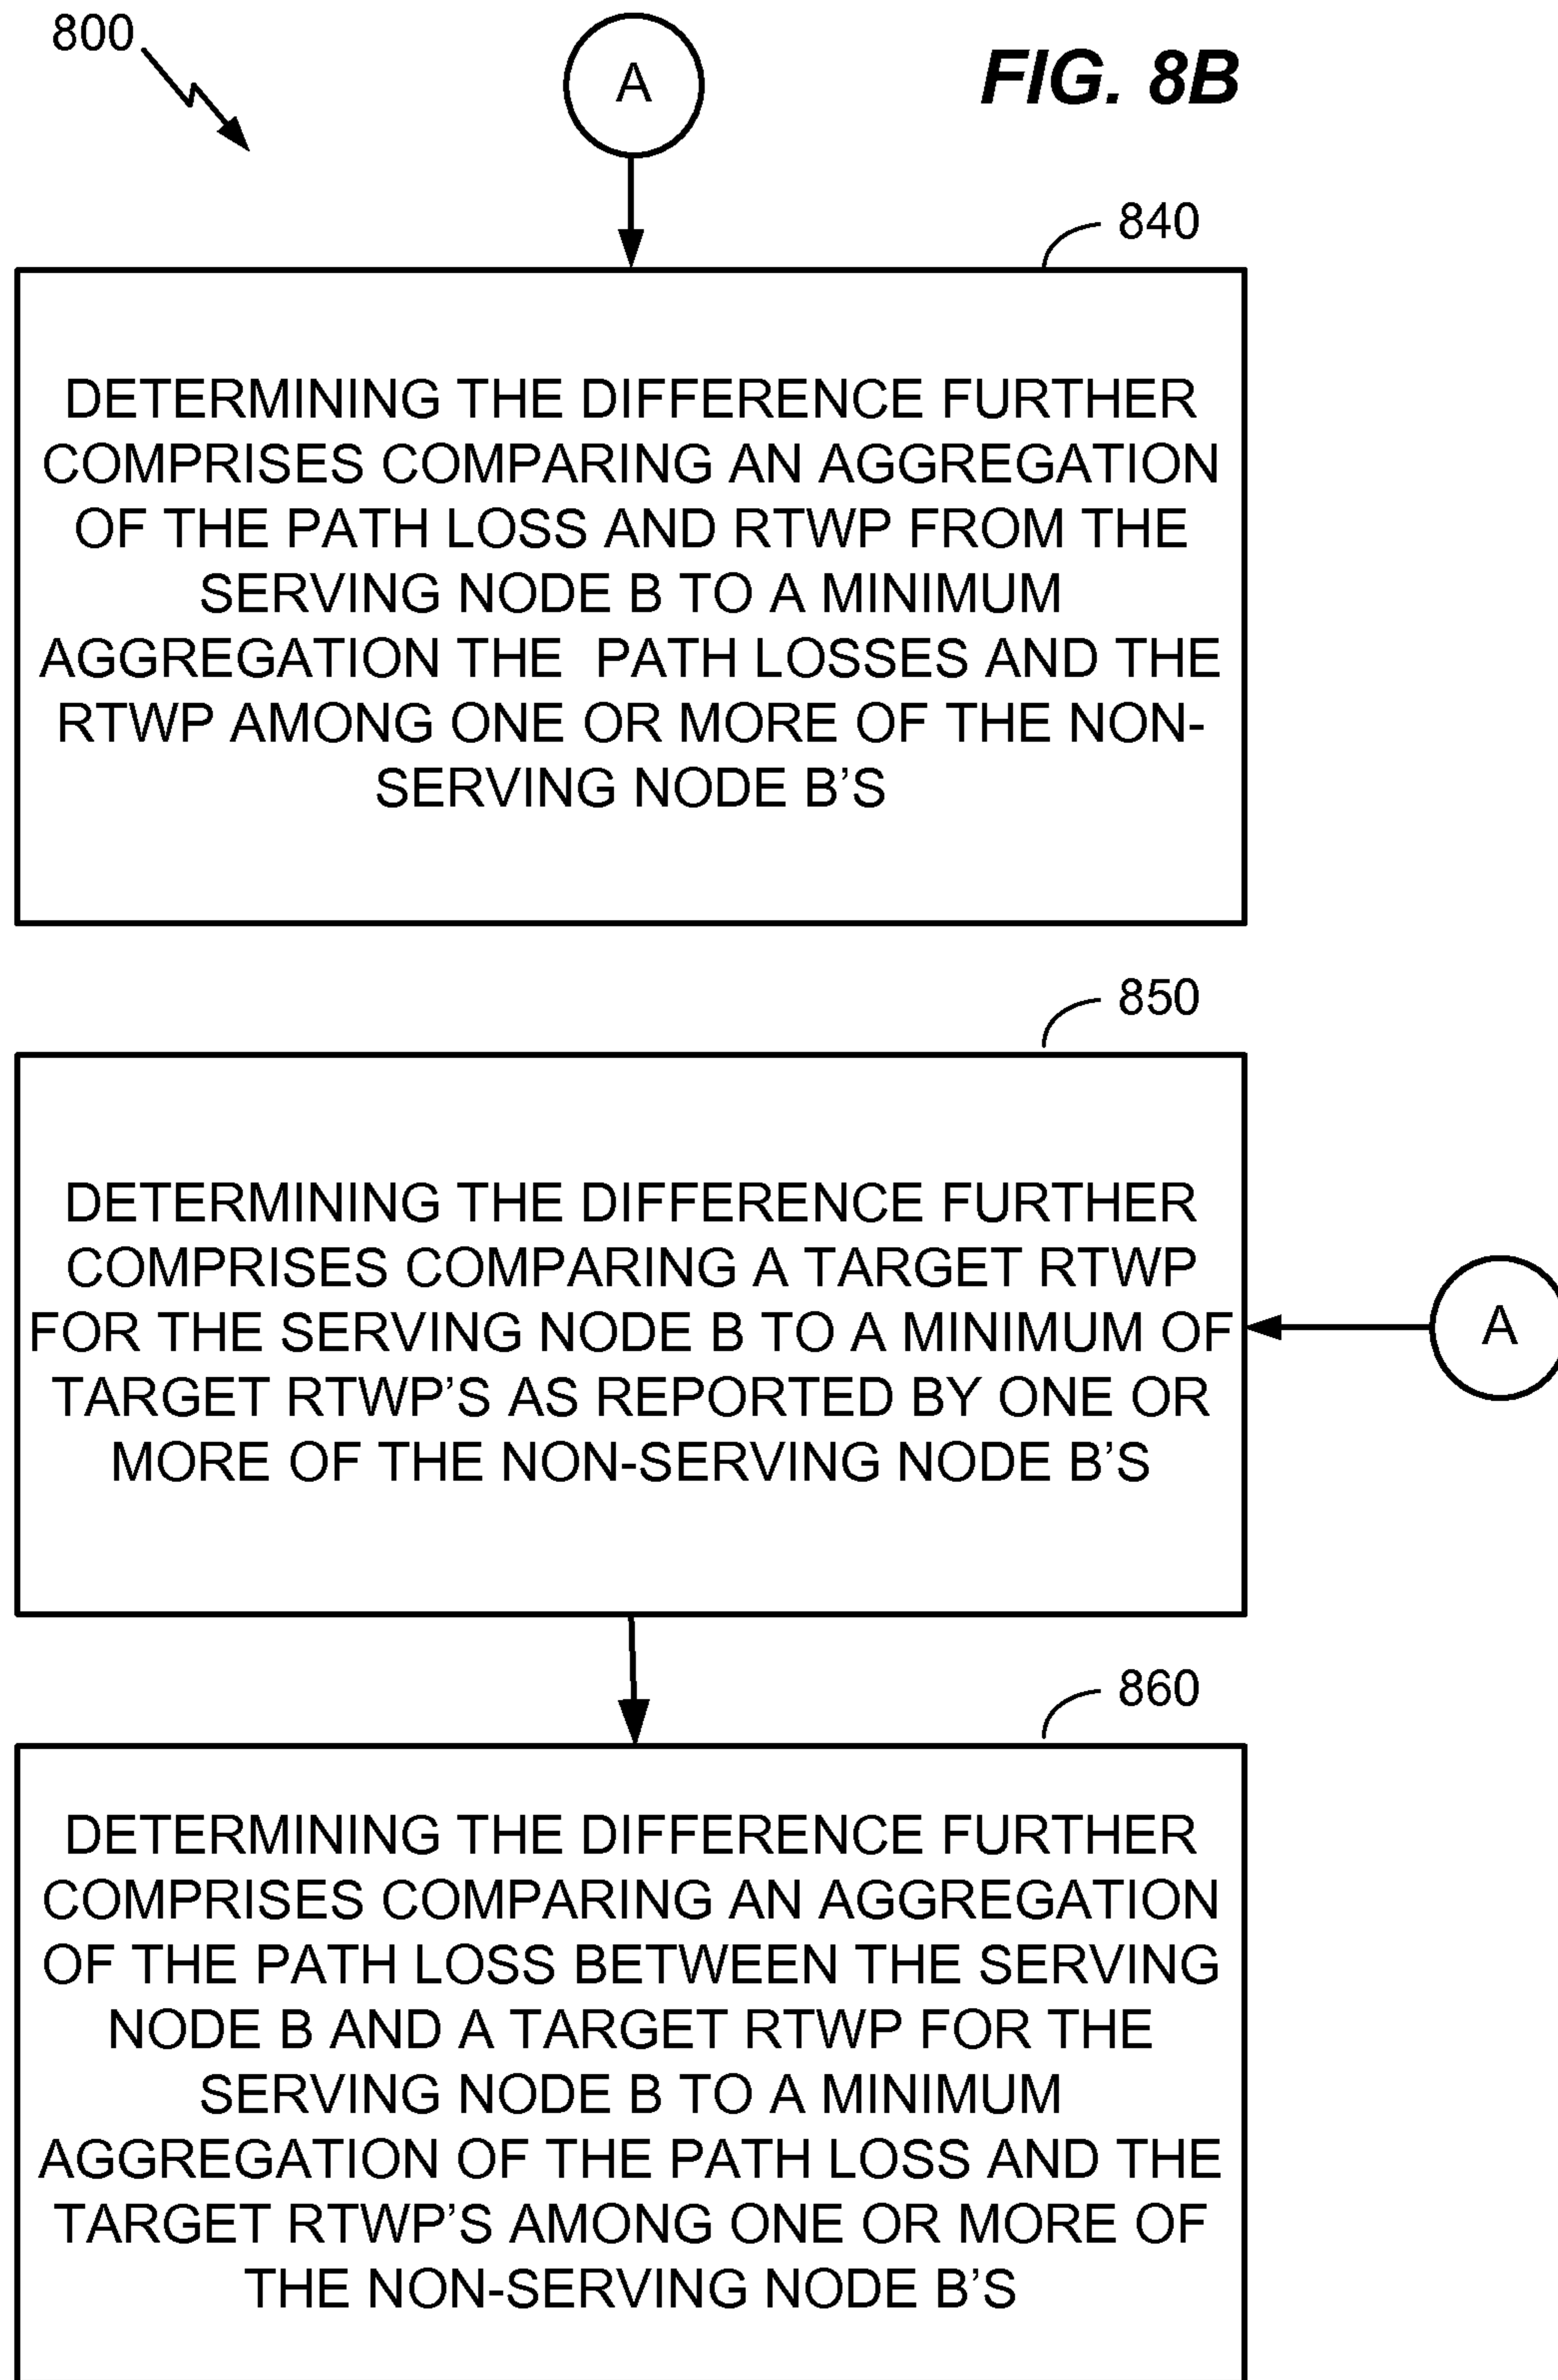 800
A
FIG. 8B
840
DETERMINING THE DIFFERENCE FURTHER
COMPRISES COMPARING AN AGGREGATION
OF THE PATH LOSS AND RTWP FROM THE
SERVING NODE B TO A MINIMUM
AGGREGATION THE PATH LOSSES AND THE
RTWP AMONG ONE OR MORE OF THE NON-
SERVING NODE B'S
850
DETERMINING THE DIFFERENCE FURTHER
COMPRISES COMPARING A TARGET RTWP
FOR THE SERVING NODE B TO A MINIMUM OF
TARGET RTWP'S AS REPORTED BY ONE OR
MORE OF THE NON-SERVING NODE B'S
A
860
DETERMINING THE DIFFERENCE FURTHER
COMPRISES COMPARING AN AGGREGATION
OF THE PATH LOSS BETWEEN THE SERVING
NODE B AND A TARGET RTWP FOR THE
SERVING NODE B TO A MINIMUM
AGGREGATION OF THE PATH LOSS AND THE
TARGET RTWP'S AMONG ONE OR MORE OF
THE NON-SERVING NODE B'S